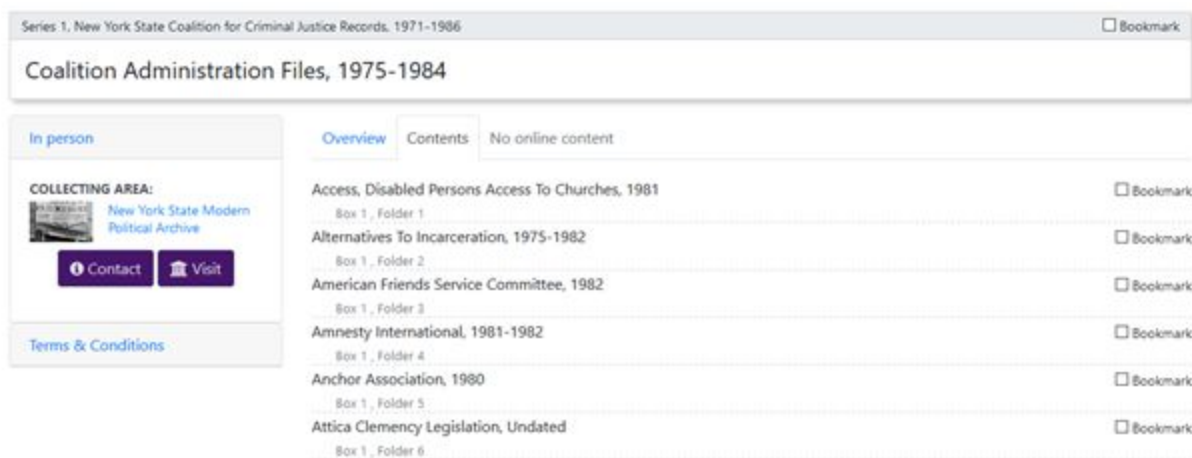 Series 1, New York State Coalition for Criminal Justice Records, 1971-1986
Bookmark
Coalition Administration Files, 1975-1984
In person
COLLECTING AREA:
New York State Modern
Political Archive
Contact
Visit
Terms & Conditions
Overview
Contents
No online content
Access, Disabled Persons Access To Churches, 1981
Bookmark
Box 1 , Folder 1
Alternatives To Incarceration, 1975-1982
Bookmark
Box 1 , Folder 2
American Friends Service Committee, 1982
Bookmark
Box 1 , Folder 3
Amnesty International, 1981-1982
Bookmark
Box 1 , Folder 4
Anchor Association, 1980
Bookmark
Box 1 , Folder 5
Attica Clemency Legislation, Undated
Bookmark
Box 1 , Folder 6